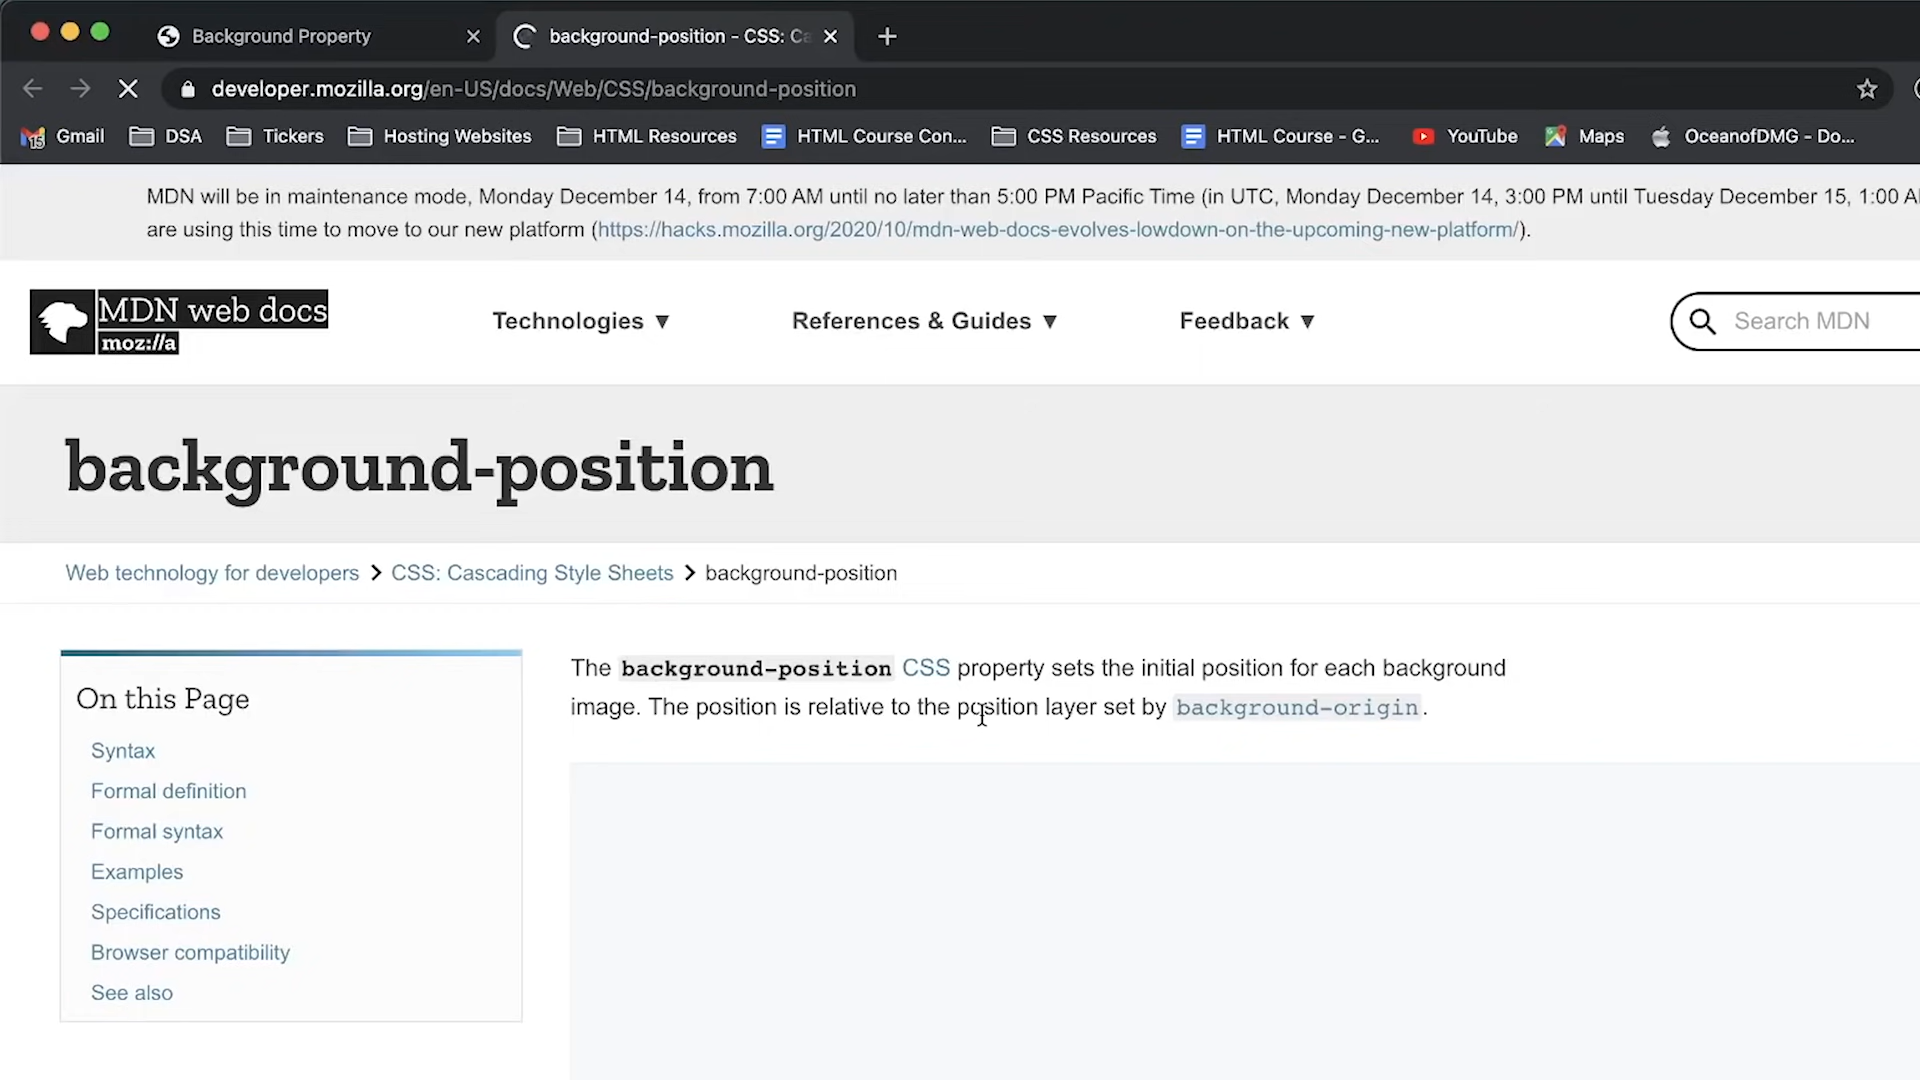 Background Property
background-position - CSS: Ca
developer.mozilla.org/en-US/docs/Web/CSS/background-position
15 Gmail DSA Tickers Hosting Websites HTML Resources HTML Course Con... CSS Resources HTML Course - G... YouTube Maps OceanofDMG - Do...
MDN will be in maintenance mode, Monday December 14, from 7:00 AM until no later than 5:00 PM Pacific Time (in UTC, Monday December 14, 3:00 PM until Tuesday December 15, 1:00
are using this time to move to our new platform (https://hacks.mozilla.org/2020/10/mdn-web-docs-evolves-lowdown-on-the-upcoming-new-platform/).
MDN web docs
moz://a
Technologies ▼ References & Guides ▼ Feedback ▼ Search MDN
background-position
Web technology for developers > CSS: Cascading Style Sheets > background-position
On this Page
Syntax
Formal definition
Formal syntax
Examples
Specifications
Browser compatibility
See also
The background-position CSS property sets the initial position for each background
image. The position is relative to the position layer set by background-origin.